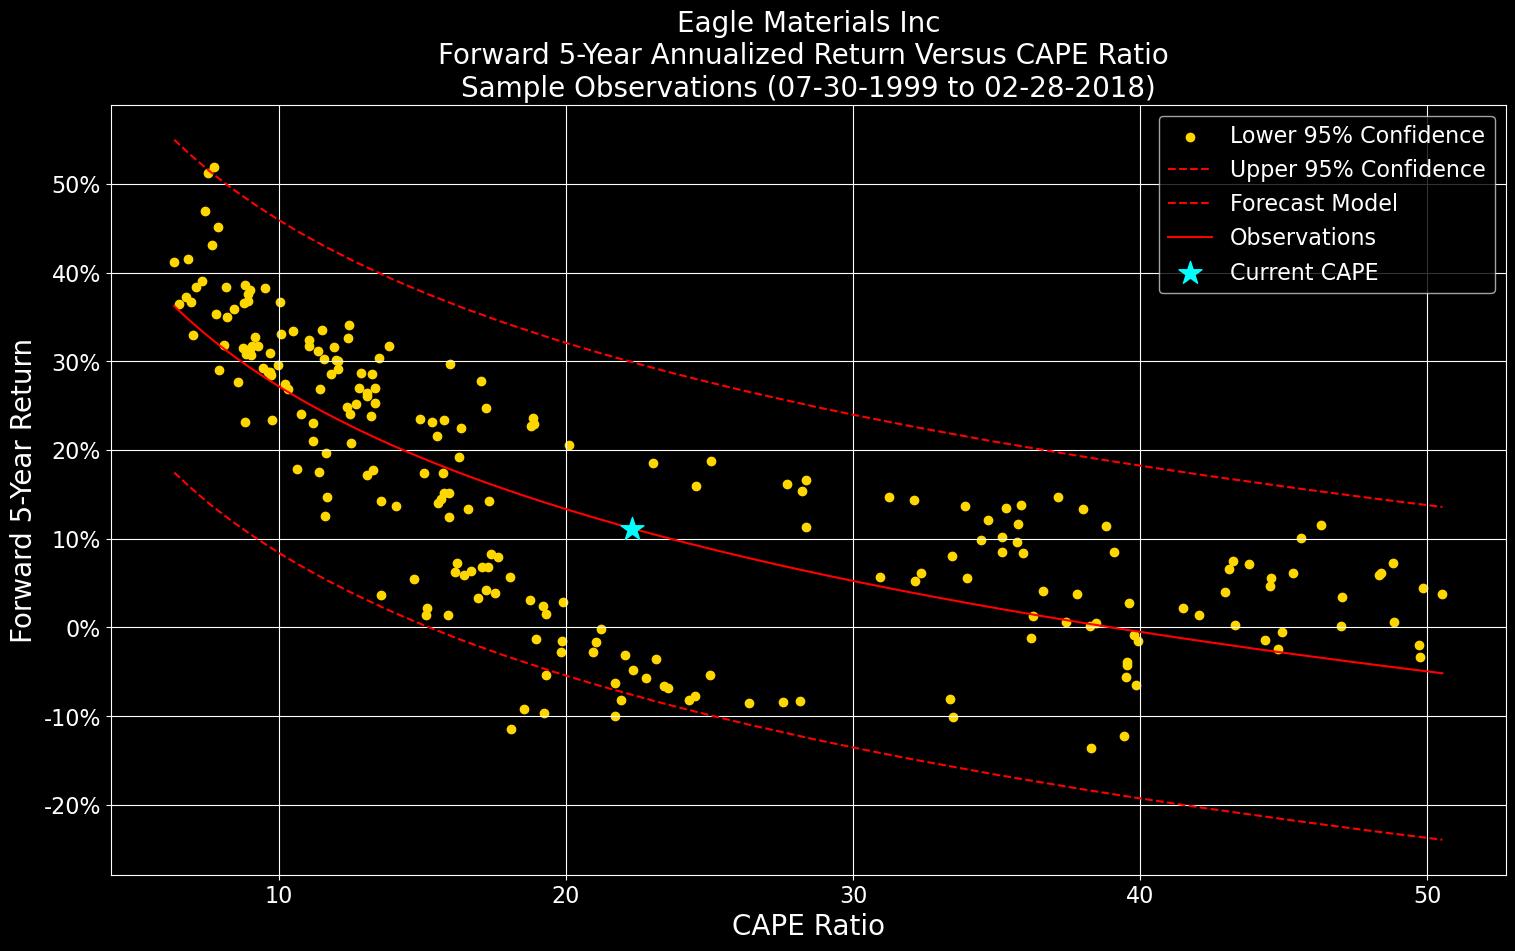 Eagle Materials Inc
Forward 5-Year Annualized Return Versus CAPE Ratio
Sample Observations (07-30-1999 to 02-28-2018)
Lower 95% Confidence
Upper 95% Confidence
Forecast Model
Observations
Current CAPE
Forward 5-Year Return
50%
40%
30%
20%
10%
0%
-10%
-20%
10 20 30 40 50
CAPE Ratio